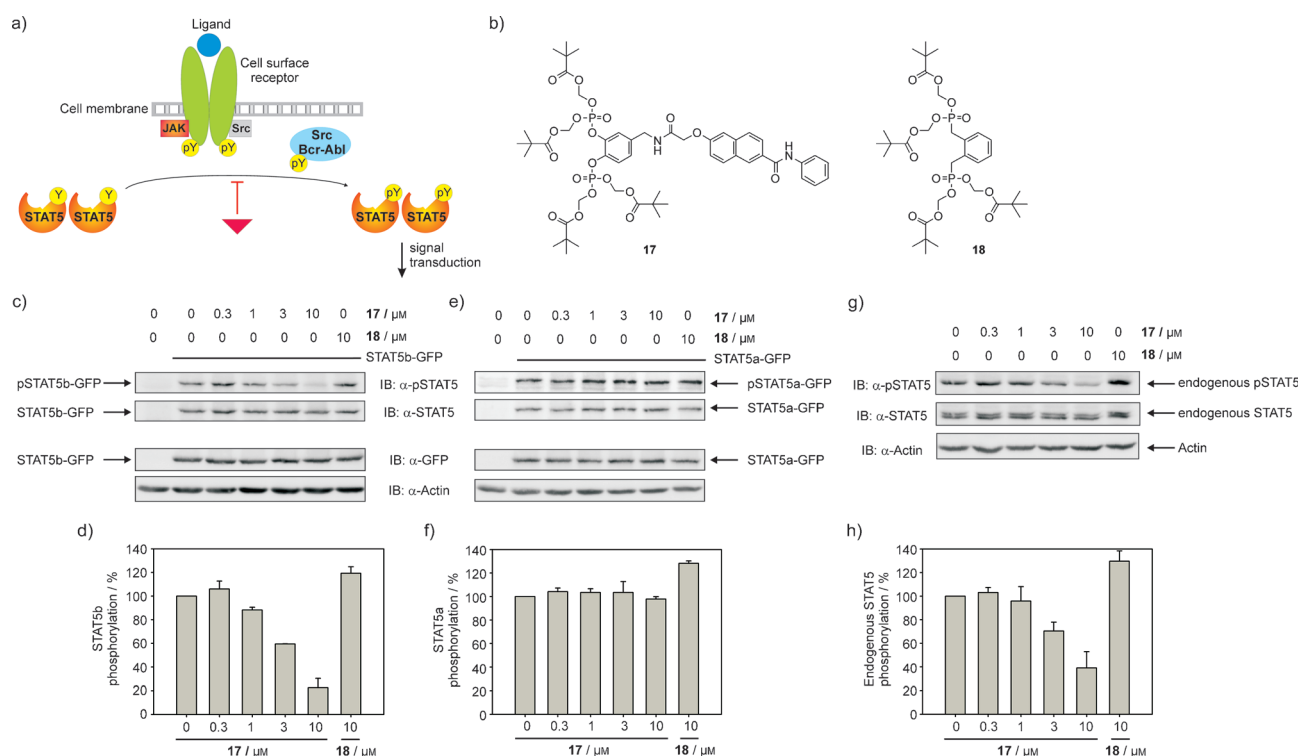 a)
Ligand
Cell surface
receptor
Cell membrane
JAK
Src
pY
pY
Src
Bcr-Abl
pY
Y
Y
STAT5
STAT5
pY
pY
STAT5
STAT5
signal
transduction
b)
O
O
O
O
O
P
O
O
O
O
O
N
H
O
O
O
N
H
O
O
P
O
O
O
O
O
O
17
O
O
O
P
O
O
O
O
O
P
O
O
O
O
O
O
18
c)
0 0 0.3 1 3 10 0
0 0 0 0 0 0 10
17 / µM
18 / µM
STAT5b-GFP
pSTAT5b-GFP
IB: α-pSTAT5
STAT5b-GFP
IB: α-STAT5
STAT5b-GFP
IB: α-GFP
IB: α-Actin
e)
0 0 0.3 1 3 10 0
0 0 0 0 0 0 10
17 / µM
18 / µM
STAT5a-GFP
pSTAT5a-GFP
STAT5a-GFP
STAT5a-GFP
g)
0 0.3 1 3 10 0
0 0 0 0 0 10
17 / µM
18 / µM
IB: α-pSTAT5
endogenous pSTAT5
IB: α-STAT5
endogenous STAT5
IB: α-Actin
Actin
d)
STAT5b
phosphorylation / %
140
120
100
80
60
40
20
0
0 0.3 1 3 10 10
17 / µM
18 / µM
f)
STAT5a
phosphorylation / %
140
120
100
80
60
40
20
0
0 0.3 1 3 10 10
17 / µM
18 / µM
h)
Endogenous STAT5
phosphorylation / %
140
120
100
80
60
40
20
0
0 0.3 1 3 10 10
17 / µM
18 / µM